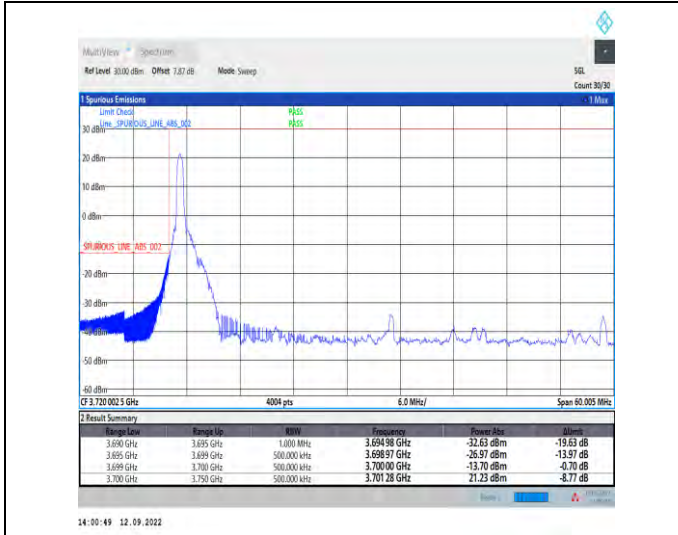 MultiView Spectrum
Ref Level 30.00 dBm Offset 7.87 dB Mode Sweep SGL
Count 30/30
1 Spurious Emissions 1 Max
Limit Check PASS
Line _SPURIOUS_LINE_ABS_002 PASS
30 dBm
20 dBm
10 dBm
0 dBm
_SPURIOUS_LINE_ABS_002
-20 dBm
-30 dBm
-40 dBm
-50 dBm
-60 dBm
CF 3.720 002 5 GHz 4004 pts 6.0 MHz/ Span 60.005 MHz
2 Result Summary
Range Low Range Up RBW Frequency Power Abs ΔLimit
3.690 GHz 3.695 GHz 1.000 MHz 3.694 98 GHz -32.63 dBm -19.63 dB
3.695 GHz 3.699 GHz 500.000 kHz 3.698 97 GHz -26.97 dBm -13.97 dB
3.699 GHz 3.700 GHz 500.000 kHz 3.700 00 GHz -13.70 dBm -0.70 dB
3.700 GHz 3.750 GHz 500.000 kHz 3.701 28 GHz 21.23 dBm -8.77 dB
14:00:49 12.09.2022